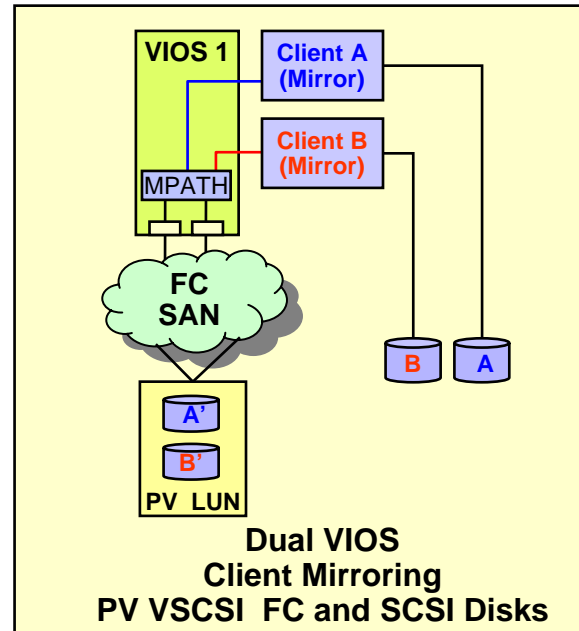 VIOS 1
Client A
(Mirror)
Client B
(Mirror)
MPATH
FC
SAN
B
A
A’
B’
PV LUN
Dual VIOS
Client Mirroring
PV VSCSI FC and SCSI Disks